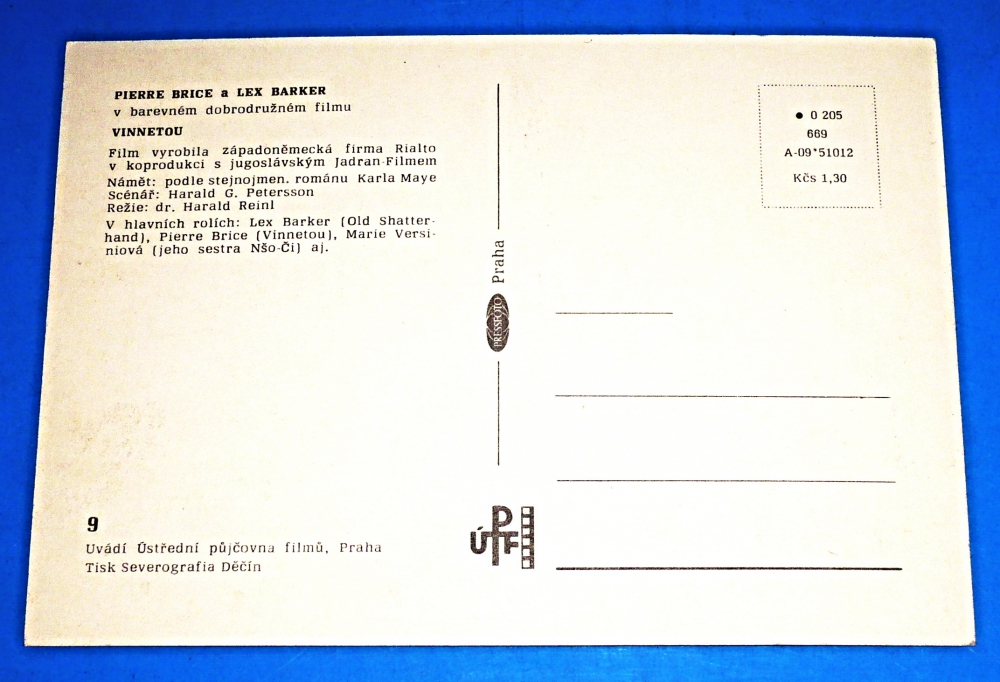 PIERRE BRICE a LEX BARKER
v barevném dobrodružném filmu
VINNETOU
Film vyrobila západoněmecká firma Rialto
v koprodukci s jugoslávským Jadran-Filmem
Námět: podle stejnojmen. románu Karla Maye
Scénář: Harald G. Petersson
Režie: dr. Harald Reinl
V hlavních rolích: Lex Barker (Old Shatter-
hand), Pierre Brice (Vinnetou), Marie Versi-
niová (jeho sestra Nšo-Či) aj.
9
Uvádí Ústřední půjčovna filmů, Praha
Tisk Severografia Děčín
PRESSFOTO Praha
ÚPF
● 0 205
669
A-09*51012
Kčs 1,30